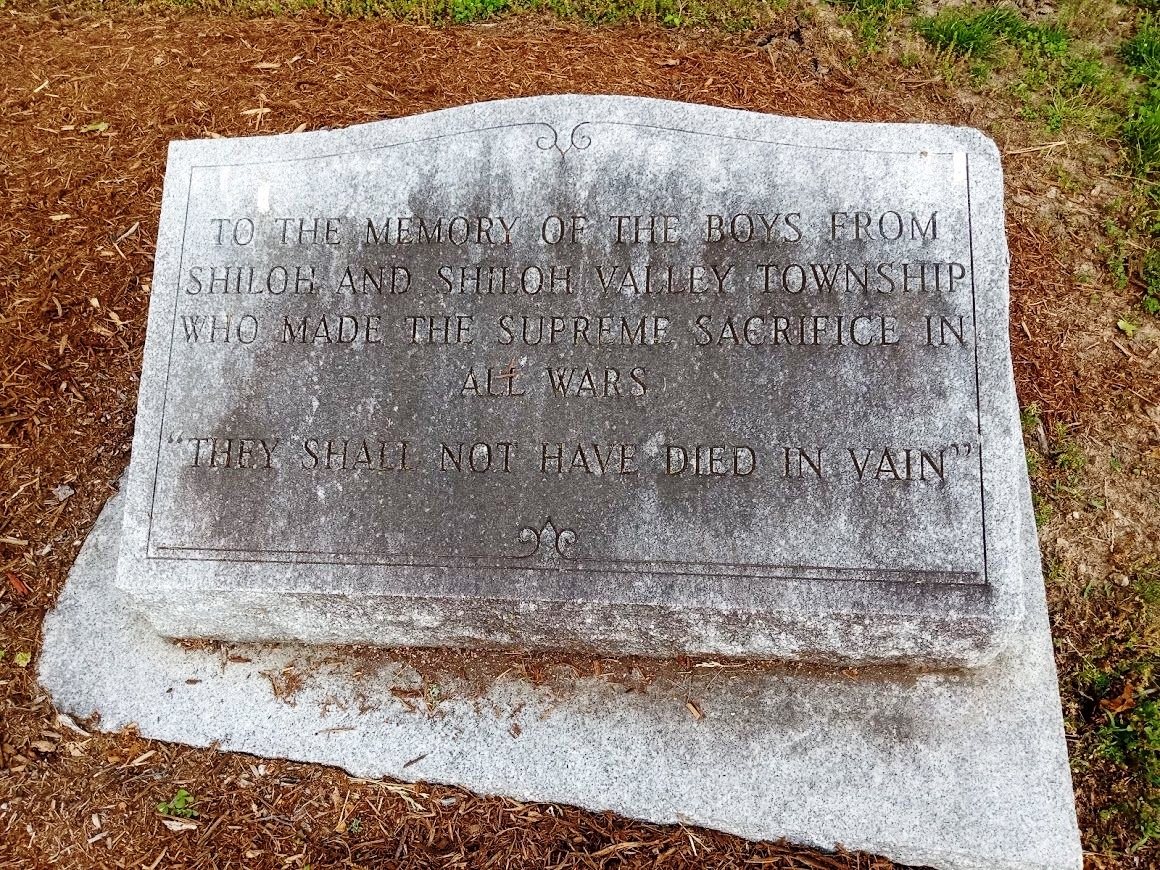 TO THE MEMORY OF THE BOYS FROM
SHILOH AND SHILOH VALLEY TOWNSHIP
WHO MADE THE SUPREME SACRIFICE IN
ALL WARS
“THEY SHALL NOT HAVE DIED IN VAIN”